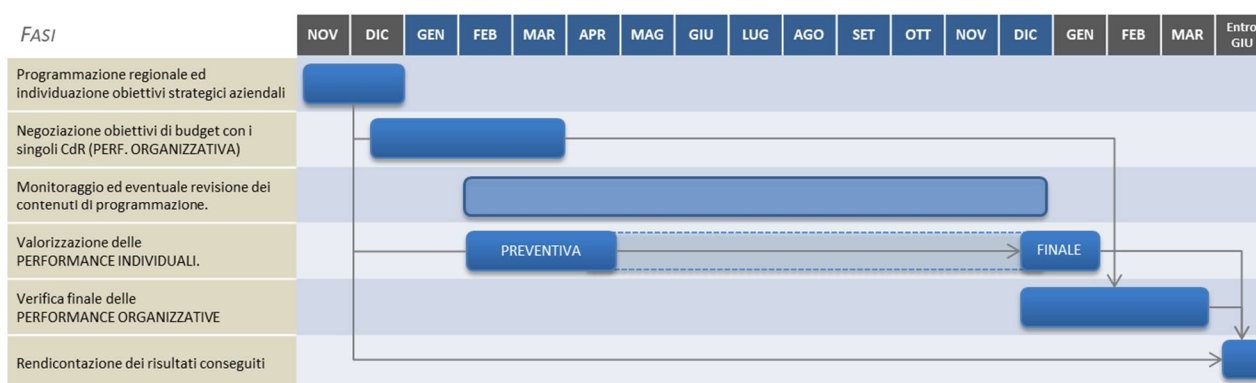 FASI
NOV DIC GEN FEB MAR APR MAG GIU LUG AGO SET OTT NOV DIC GEN FEB MAR Entro
GIU
Programmazione regionale ed
individuazione obiettivi strategici aziendali
Negoziazione obiettivi di budget con i
singoli CdR (PERF. ORGANIZZATIVA)
Monitoraggio ed eventuale revisione dei
contenuti di programmazione.
Valorizzazione delle
PERFORMANCE INDIVIDUALI.
PREVENTIVA
FINALE
Verifica finale delle
PERFORMANCE ORGANIZZATIVE
Rendicontazione dei risultati conseguiti